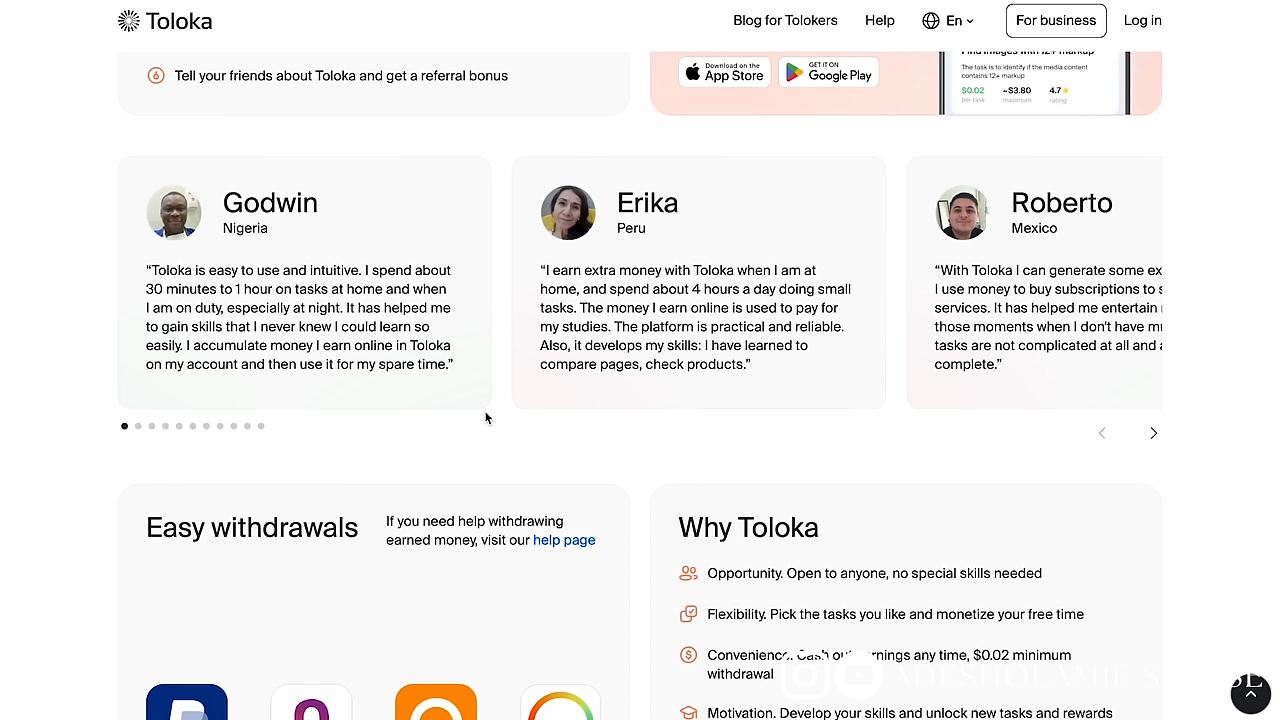 Toloka
Blog for Tolokers
Help
En
For business
Log in
6
Tell your friends about Toloka and get a referral bonus
Download on the
App Store
GET IT ON
Google Play
The task is to identify if the media content
contains 12+ markup
$0.02
~$3.80
4.7
per task
maximum
rating
Godwin
Nigeria
“Toloka is easy to use and intuitive. I spend about
30 minutes to 1 hour on tasks at home and when
I am on duty, especially at night. It has helped me
to gain skills that I never knew I could learn so
easily. I accumulate money I earn online in Toloka
on my account and then use it for my spare time.”
Erika
Peru
“I earn extra money with Toloka when I am at
home, and spend about 4 hours a day doing small
tasks. The money I earn online is used to pay for
my studies. The platform is practical and reliable.
Also, it develops my skills: I have learned to
compare pages, check products.”
Roberto
Mexico
“With Toloka I can generate some
I use money to buy subscriptions to
services. It has helped me entertain
those moments when I don't have
tasks are not complicated at all and
complete.”
Easy withdrawals
If you need help withdrawing
earned money, visit our help page
Why Toloka
Opportunity. Open to anyone, no special skills needed
Flexibility. Pick the tasks you like and monetize your free time
Convenience. Cash out earnings any time, $0.02 minimum
withdrawal
Motivation. Develop your skills and unlock new tasks and rewards